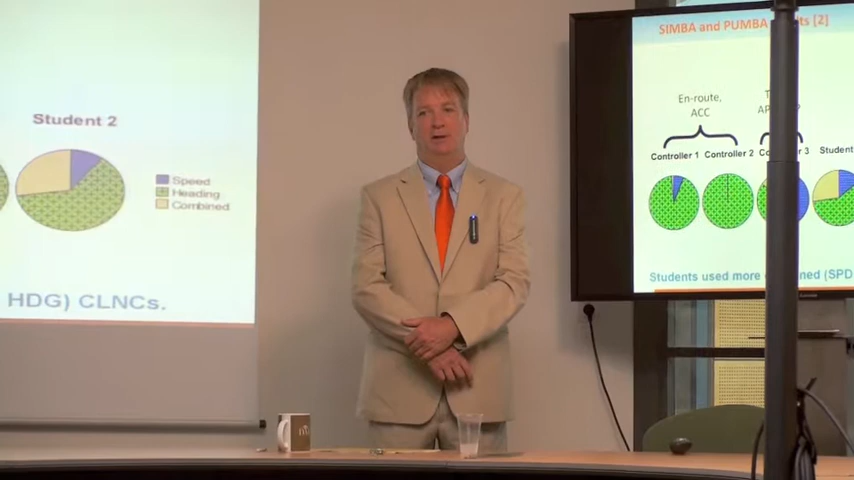 Student 2
Speed
Heading
Combined
HDG) CLNCs.
SIMBA and PUMBA
[2]
En-route,
ACC
Controller 1 Controller 2
3 Student
Students used more
(SPD